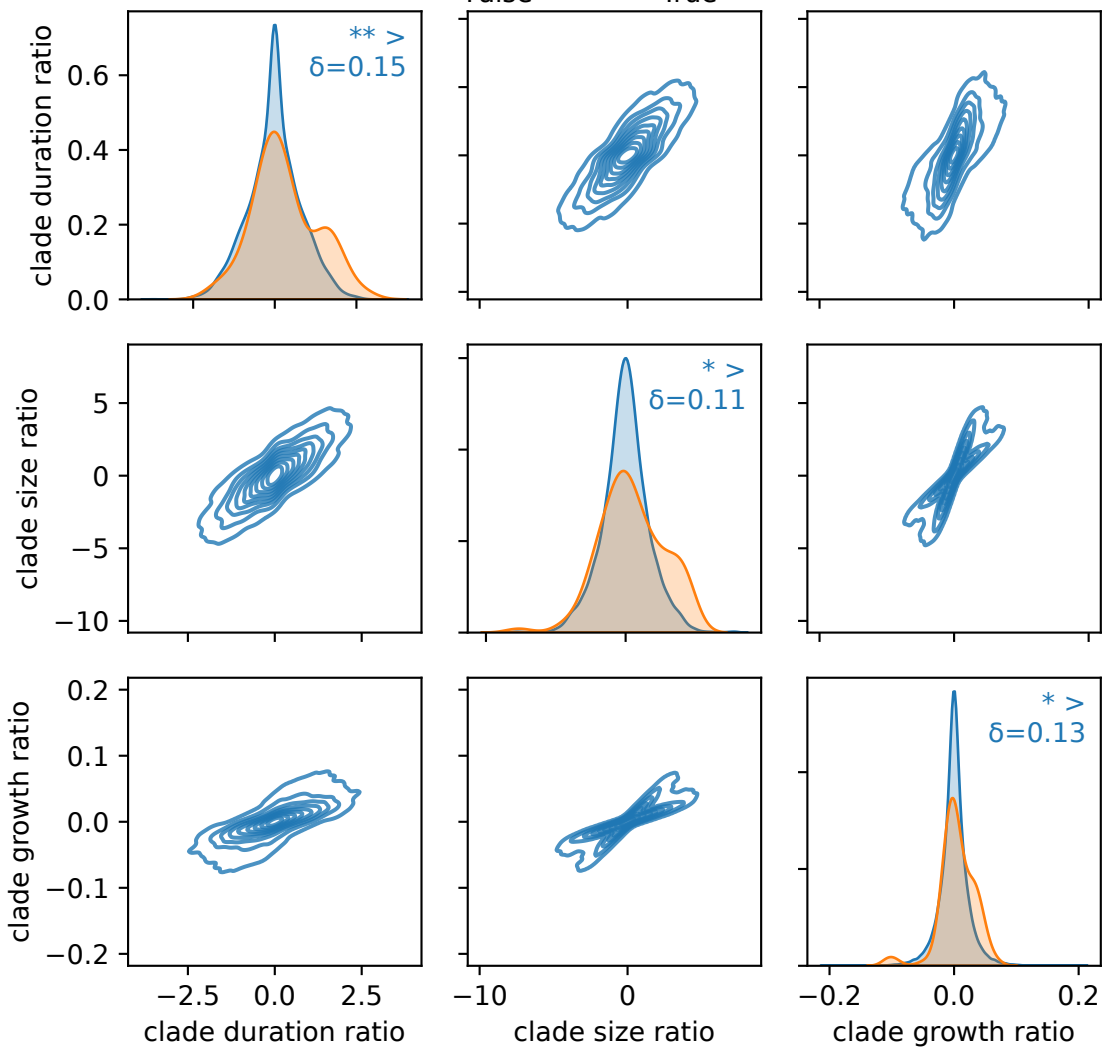 clade duration ratio
0.6
0.4
0.2
0.0
** >
δ=0.15
clade size ratio
5
0
−5
−10
* >
δ=0.11
clade growth ratio
0.2
0.1
0.0
−0.1
−0.2
* >
δ=0.13
−2.5 0.0 2.5
−10 0
−0.2 0.0 0.2
clade duration ratio
clade size ratio
clade growth ratio